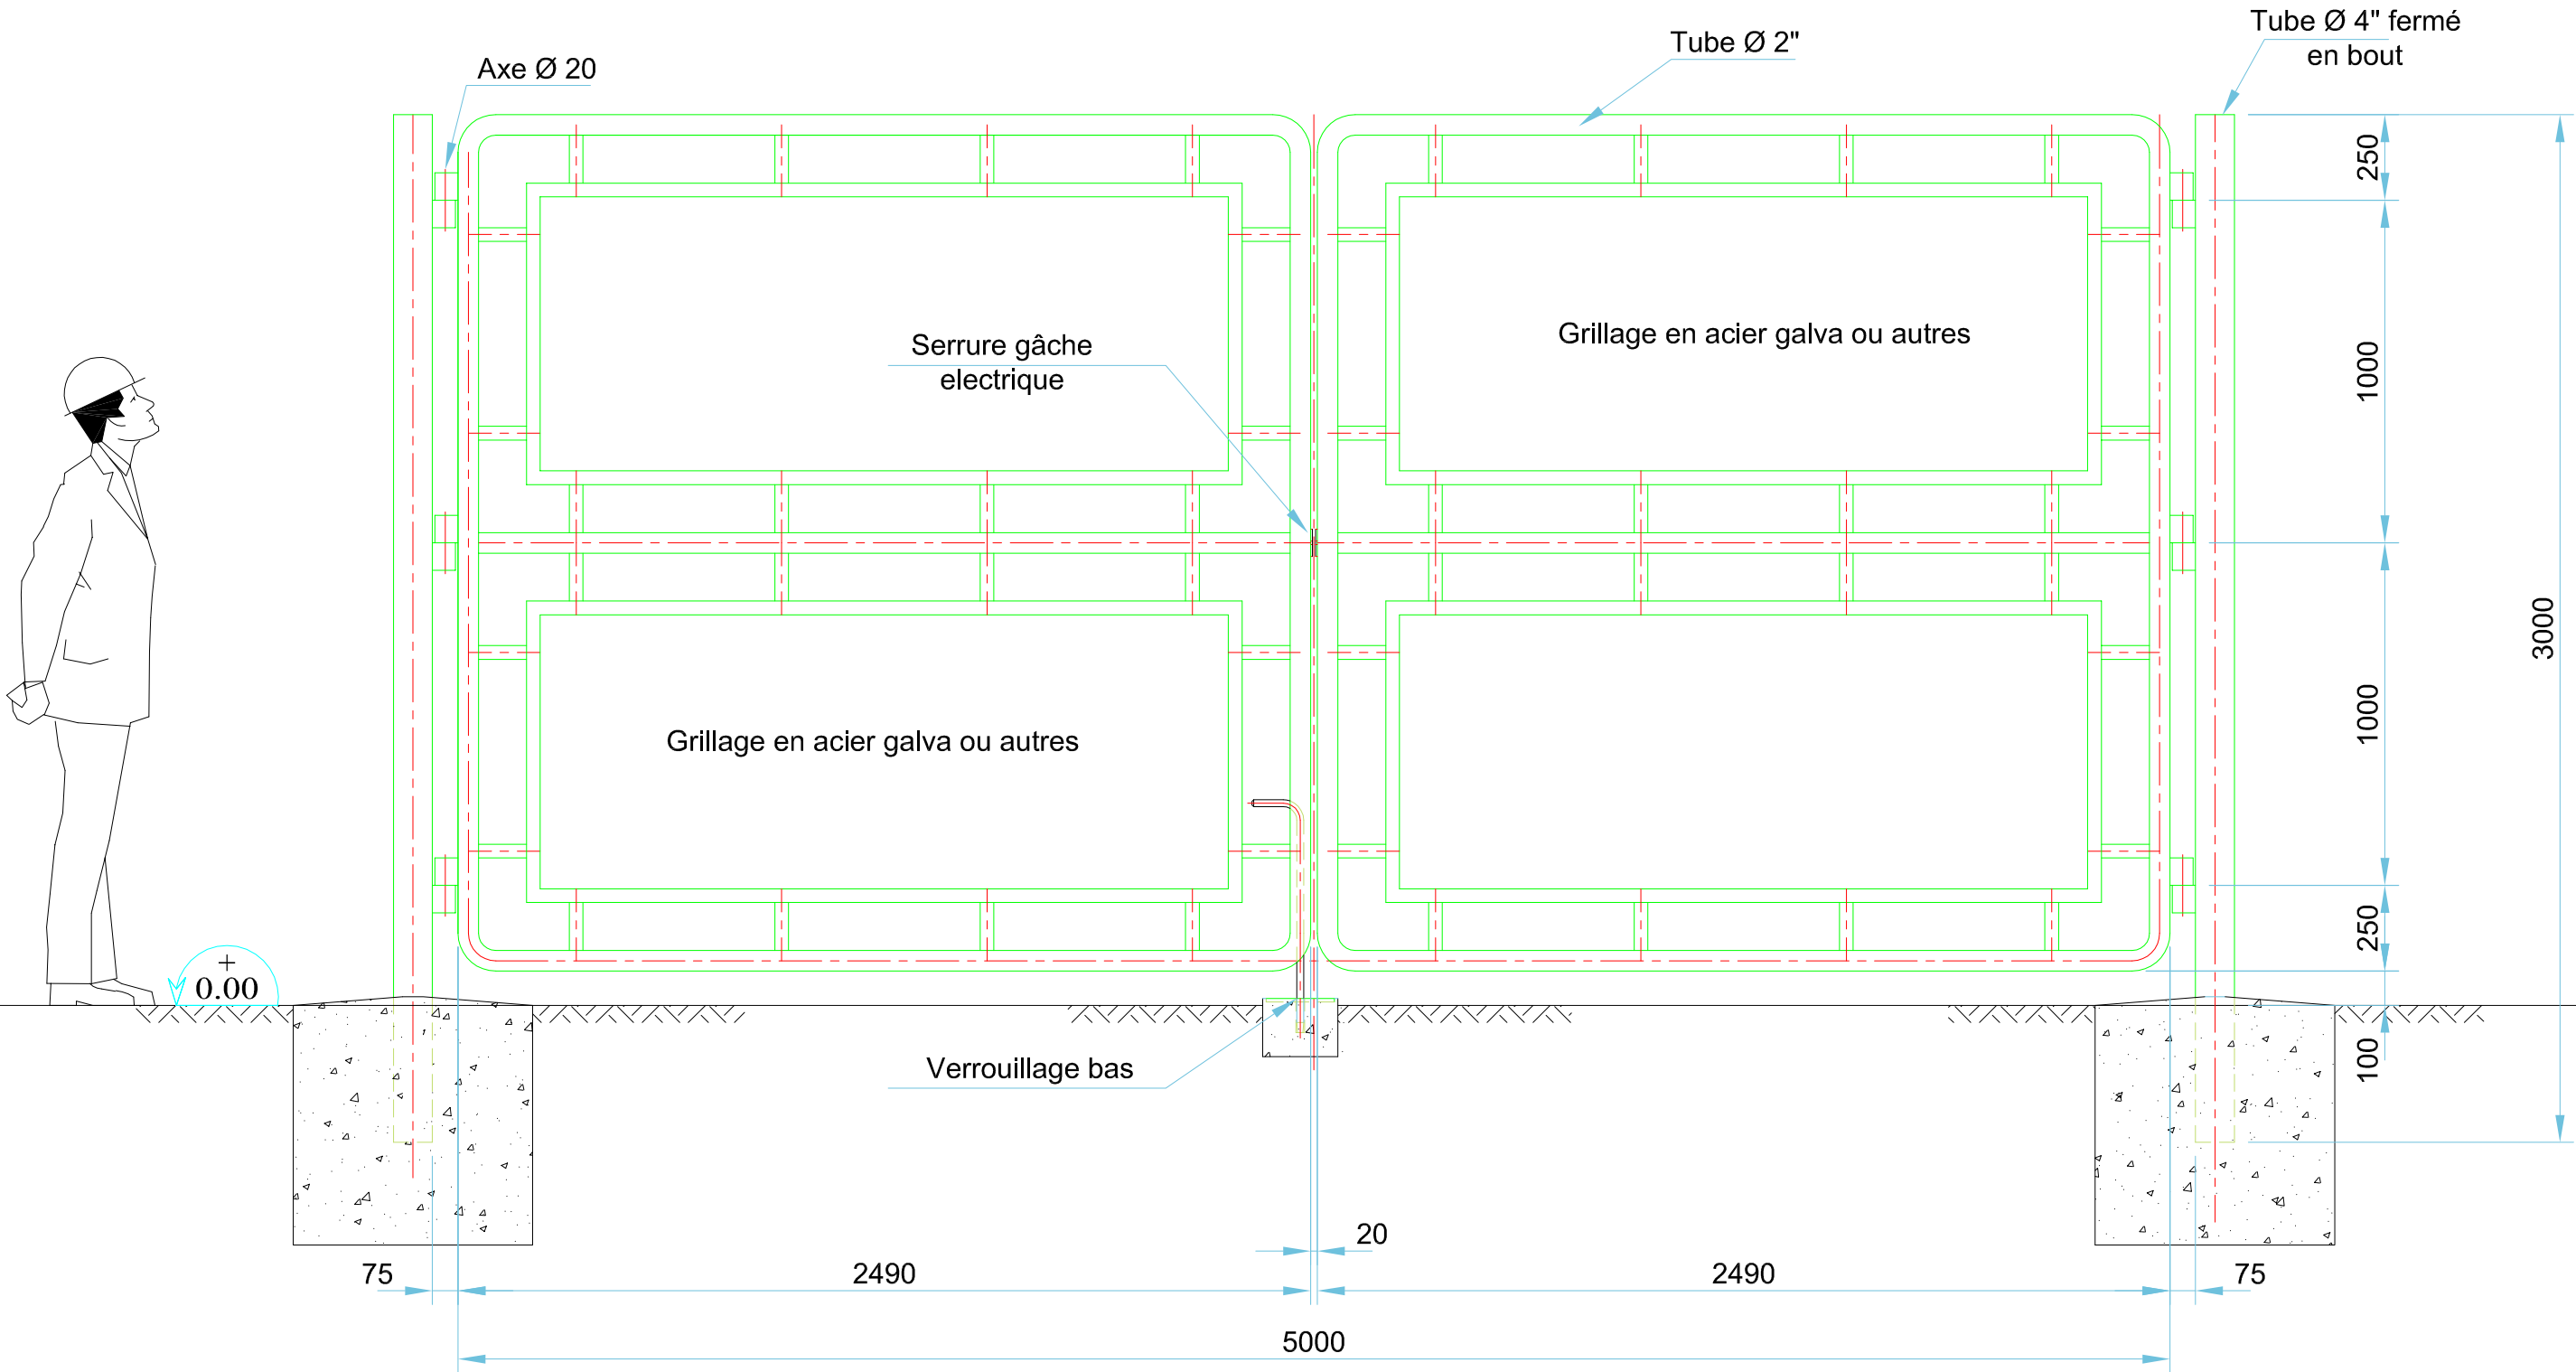 Tube Ø 4" fermé
en bout
Tube Ø 2"
Axe Ø 20
250
Serrure gâche
electrique
Grillage en acier galva ou autres
1000
3000
Grillage en acier galva ou autres
1000
250
+
0.00
Verrouillage bas
100
20
75
2490
2490
75
5000